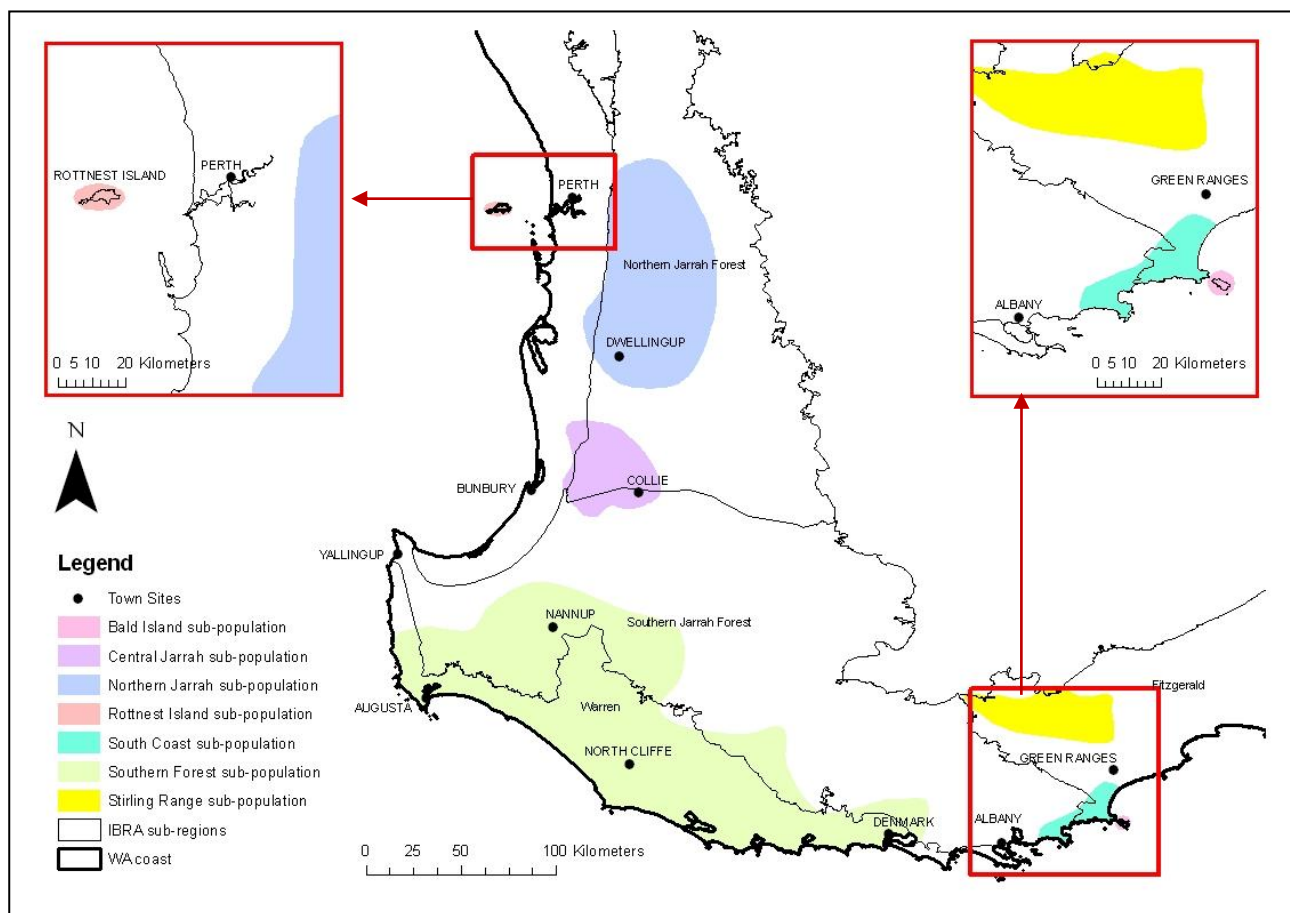 ROTTNEST ISLAND
PERTH
0 5 10 20 Kilometers
N
PERTH
Northern Jarrah Forest
DWELLINGUP
BUNBURY
COLLIE
YALLINGUP
NANNUP
Southern Jarrah Forest
AUGUSTA
Warren
NORTH CLIFFE
DENMARK
ALBANY
GREEN RANGES
Fitzgerald
0 25 50 100 Kilometers
GREEN RANGES
ALBANY
0 5 10 20 Kilometers
Legend
Town Sites
Bald Island sub-population
Central Jarrah sub-population
Northern Jarrah sub-population
Rottnest Island sub-population
South Coast sub-population
Southern Forest sub-population
Stirling Range sub-population
IBRA sub-regions
WA coast